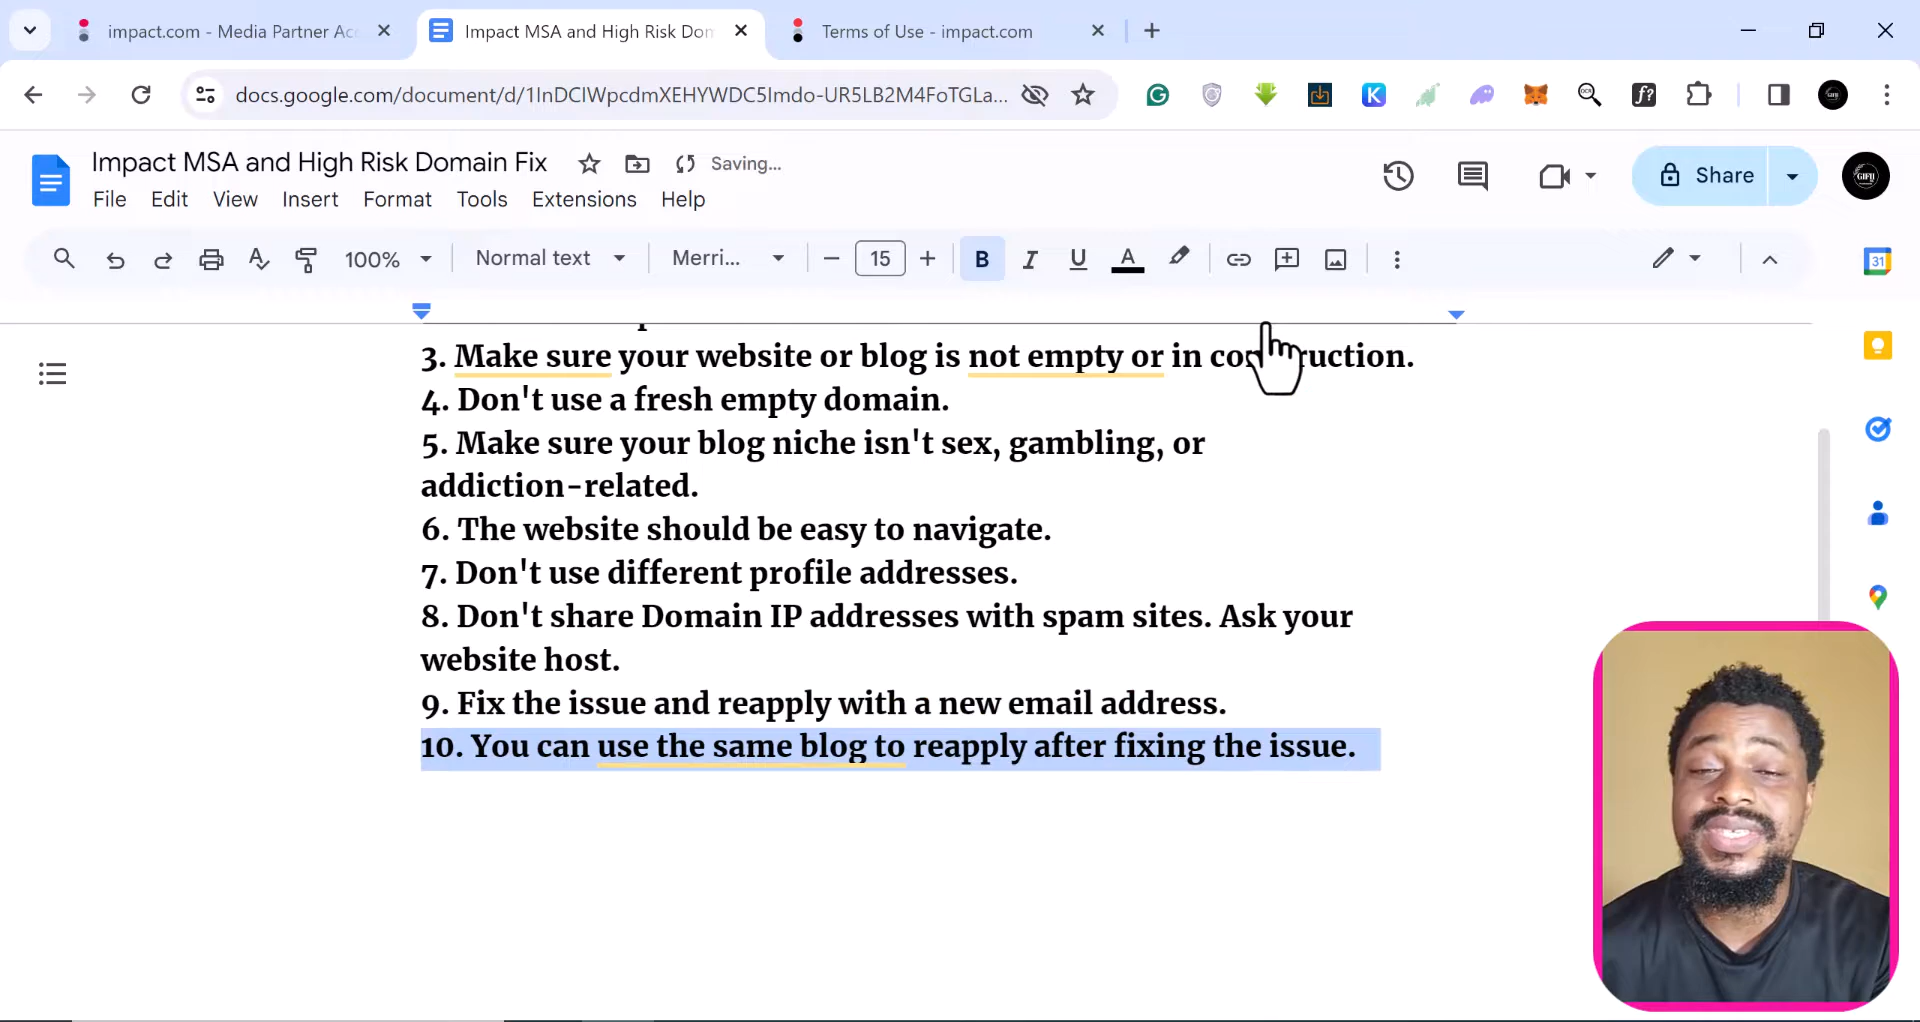 impact.com - Media Partner Acc
Impact MSA and High Risk Dom
Terms of Use - impact.com
docs.google.com/document/d/1lnDClWpcdmXEHYWDC5Imdo-UR5LB2M4FoTGLa...
Impact MSA and High Risk Domain Fix
Saving...
File Edit View Insert Format Tools Extensions Help
Share
GIFTI
100%
Normal text
Merri...
15
B I U A
31
3. Make sure your website or blog is not empty or in construction.
4. Don't use a fresh empty domain.
5. Make sure your blog niche isn't sex, gambling, or
addiction-related.
6. The website should be easy to navigate.
7. Don't use different profile addresses.
8. Don't share Domain IP addresses with spam sites. Ask your
website host.
9. Fix the issue and reapply with a new email address.
10. You can use the same blog to reapply after fixing the issue.